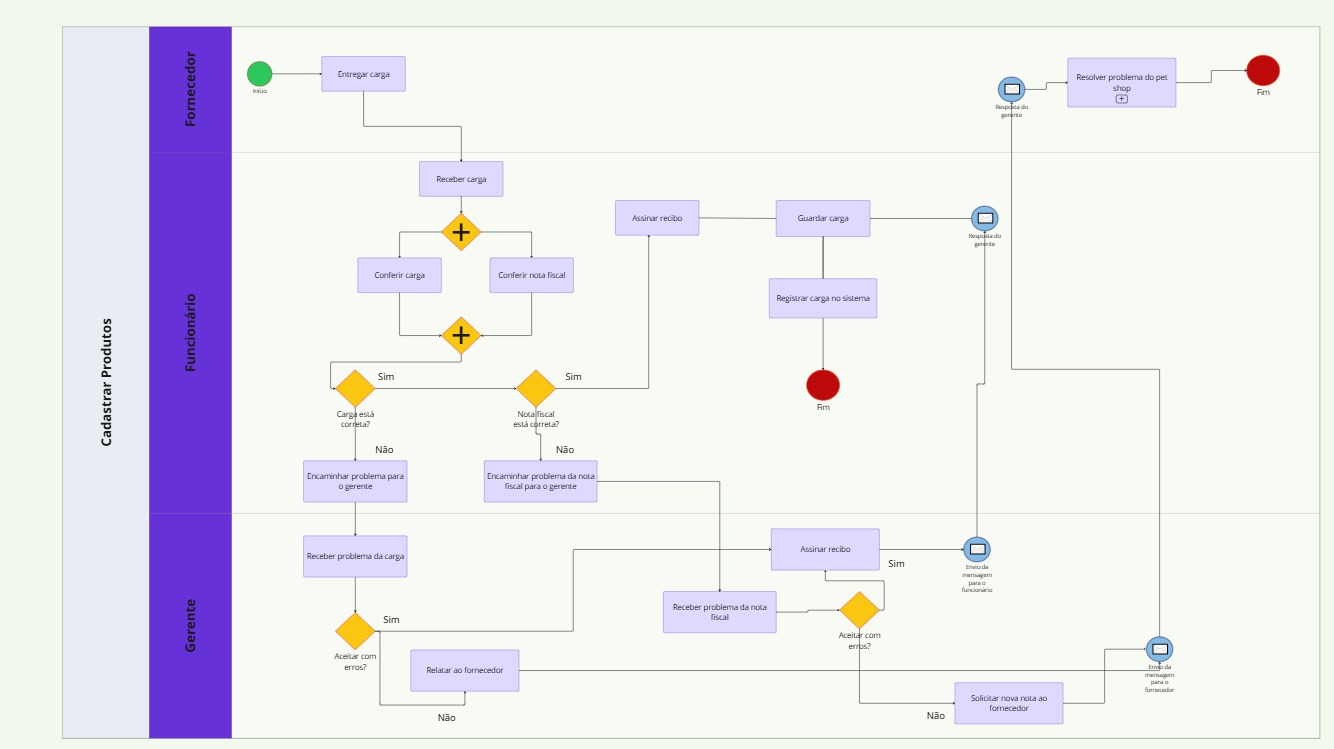 Cadastrar Produtos
Fornecedor
Início
Entregar carga
Resposta do
gerente
Resolver problema do pet
shop
Fim
Funcionário
Receber carga
Conferir carga
Conferir nota fiscal
Assinar recibo
Guardar carga
Resposta do
gerente
Registrar carga no sistema
Fim
Sim
Carga está
correta?
Não
Sim
Nota fiscal
está correta?
Não
Encaminhar problema para
o gerente
Encaminhar problema da nota
fiscal para o gerente
Gerente
Receber problema da carga
Sim
Aceitar com
erros?
Relatar ao fornecedor
Não
Assinar recibo
Sim
Envio da
mensagem
para o
funcionário
Receber problema da nota
fiscal
Aceitar com
erros?
Não
Solicitar nova nota ao
fornecedor
Envio da
mensagem
para o
fornecedor